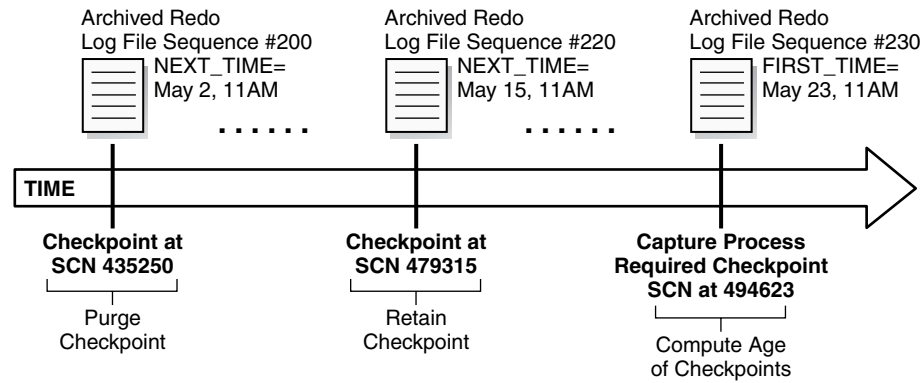 Archived Redo
Log File Sequence #200
NEXT_TIME=
May 2, 11AM
Archived Redo
Log File Sequence #220
NEXT_TIME=
May 15, 11AM
Archived Redo
Log File Sequence #230
FIRST_TIME=
May 23, 11AM
TIME
Checkpoint at
SCN 435250
Purge
Checkpoint
Checkpoint at
SCN 479315
Retain
Checkpoint
Capture Process
Required Checkpoint
SCN at 494623
Compute Age
of Checkpoints